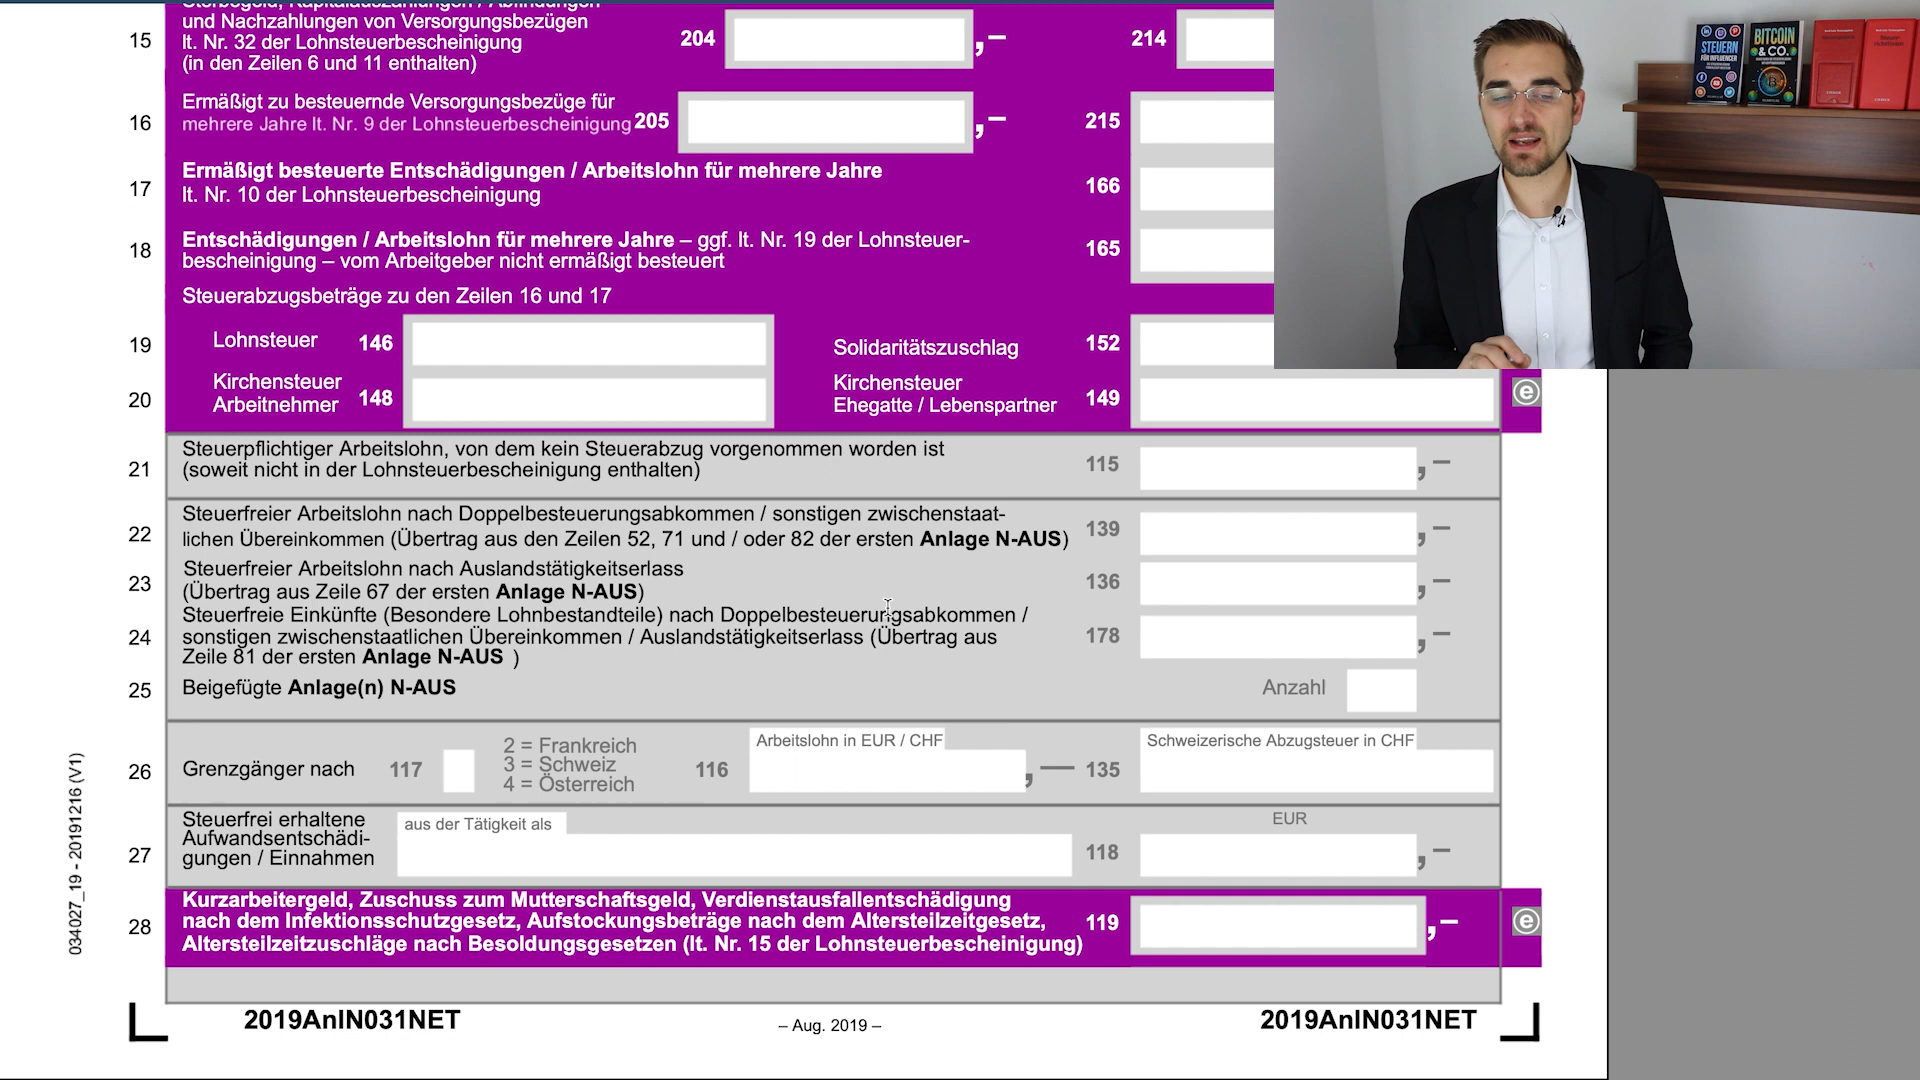 Sterbegeld, Kapitalauszahlungen / Abfindungen
15 und Nachzahlungen von Versorgungsbezügen
lt. Nr. 32 der Lohnsteuerbescheinigung 204 ,– 214
(in den Zeilen 6 und 11 enthalten)
16 Ermäßigt zu besteuernde Versorgungsbezüge für
mehrere Jahre lt. Nr. 9 der Lohnsteuerbescheinigung 205 ,– 215
17 Ermäßigt besteuerte Entschädigungen / Arbeitslohn für mehrere Jahre 166
lt. Nr. 10 der Lohnsteuerbescheinigung
18 Entschädigungen / Arbeitslohn für mehrere Jahre – ggf. lt. Nr. 19 der Lohnsteuer- 165
bescheinigung – vom Arbeitgeber nicht ermäßigt besteuert
Steuerabzugsbeträge zu den Zeilen 16 und 17
19 Lohnsteuer 146 Solidaritätszuschlag 152
20 Kirchensteuer Arbeitnehmer 148 Kirchensteuer Ehegatte / Lebenspartner 149 e
21 Steuerpflichtiger Arbeitslohn, von dem kein Steuerabzug vorgenommen worden ist
(soweit nicht in der Lohnsteuerbescheinigung enthalten) 115 ,–
22 Steuerfreier Arbeitslohn nach Doppelbesteuerungsabkommen / sonstigen zwischenstaat-
lichen Übereinkommen (Übertrag aus den Zeilen 52, 71 und / oder 82 der ersten Anlage N-AUS) 139 ,–
23 Steuerfreier Arbeitslohn nach Auslandstätigkeitserlass
(Übertrag aus Zeile 67 der ersten Anlage N-AUS) 136 ,–
24 Steuerfreie Einkünfte (Besondere Lohnbestandteile) nach Doppelbesteuerungsabkommen /
sonstigen zwischenstaatlichen Übereinkommen / Auslandstätigkeitserlass (Übertrag aus 178 ,–
Zeile 81 der ersten Anlage N-AUS )
25 Beigefügte Anlage(n) N-AUS Anzahl
26 Grenzgänger nach 117
2 = Frankreich
3 = Schweiz
4 = Österreich
116 Arbeitslohn in EUR / CHF ,—
135 Schweizerische Abzugsteuer in CHF
27 Steuerfrei erhaltene
Aufwandsentschädi-
gungen / Einnahmen
aus der Tätigkeit als
118 EUR ,–
28 Kurzarbeitergeld, Zuschuss zum Mutterschaftsgeld, Verdienstausfallentschädigung
nach dem Infektionsschutzgesetz, Aufstockungsbeträge nach dem Altersteilzeitgesetz, 119 ,– e
Altersteilzeitzuschläge nach Besoldungsgesetzen (lt. Nr. 15 der Lohnsteuerbescheinigung)
034027_19 - 20191216 (V1)
2019AnlN031NET – Aug. 2019 – 2019AnlN031NET
STEUERN
FÜR INFLUENCER
BITCOIN
& CO.